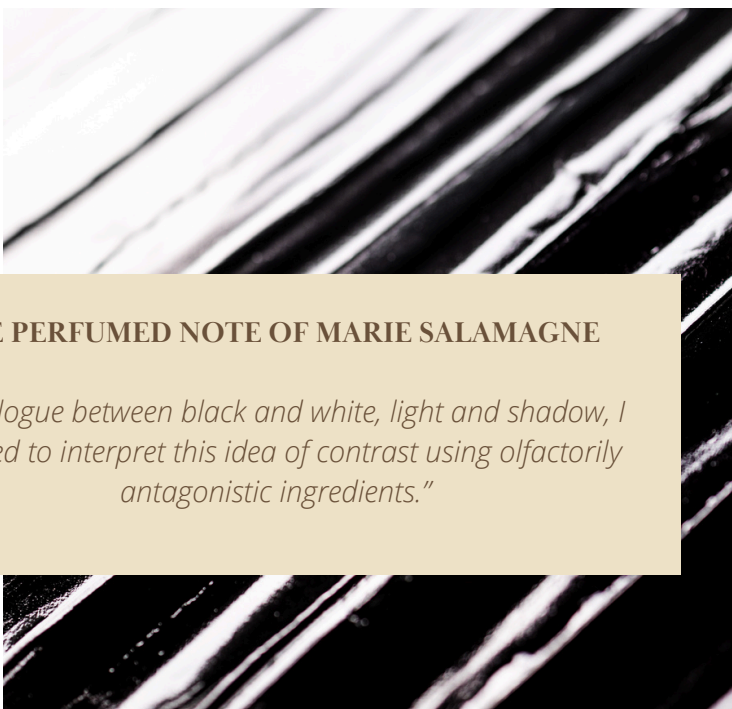 E PERFUMED NOTE OF MARIE SALAMAGNE
logue between black and white, light and shadow, I
ed to interpret this idea of contrast using olfactorily
antagonistic ingredients.”